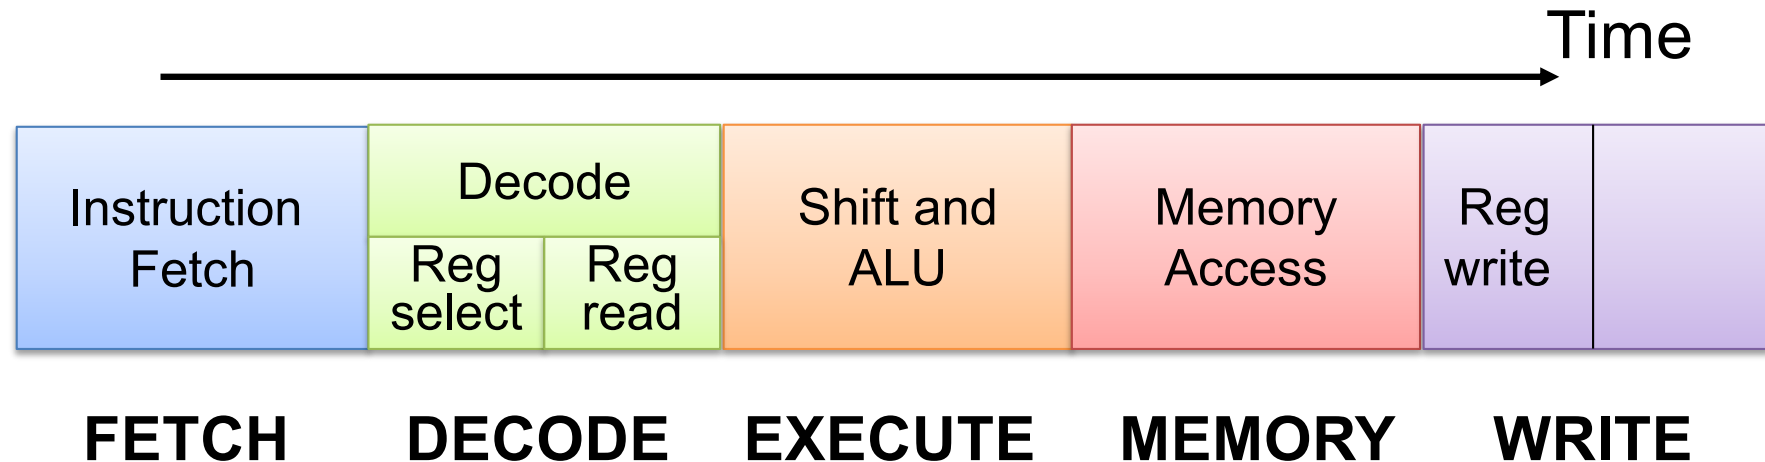 Time
Instruction
Fetch
Decode
Reg
select
Reg
read
Shift and
ALU
Memory
Access
Reg
write
FETCH
DECODE
EXECUTE
MEMORY
WRITE